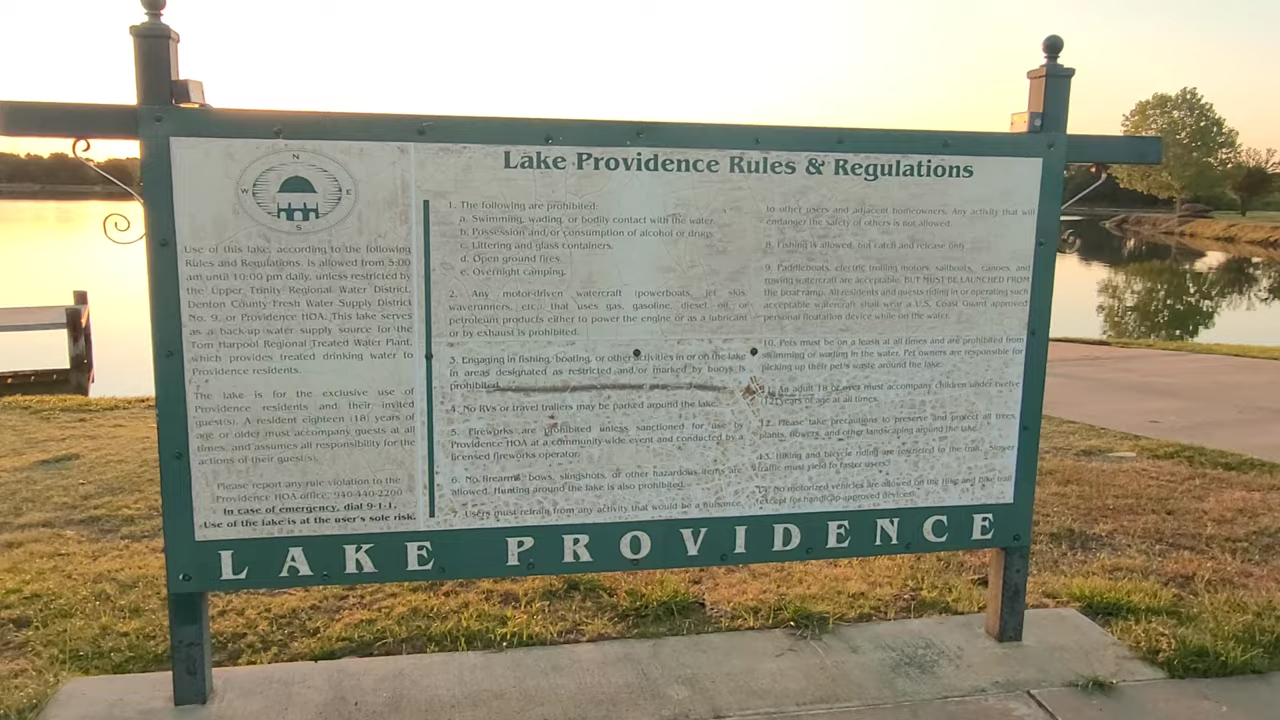 N
W E
S
Use of this lake, according to the following
Rules and Regulations. Is allowed from 5:00
am until 10:00 pm daily, unless restricted by
the Upper Trinity Regional Water District,
Denton County Fresh Water Supply District
No. 9, or Providence HOA. This lake serves
as a back-up water supply source for the
Tom Harpool Regional Treated Water Plant,
which provides treated drinking water to
Providence residents.
The lake is for the exclusive use of
Providence residents and their invited
guest(s). A resident eighteen (18) years of
age or older must accompany guests at all
times, and assumes all responsibility for the
actions of their guest(s).
Please report any rule violation to the
Providence HOA office: 940-440-2200
In case of emergency, dial 9-1-1.
Use of the lake is at the user's sole risk.
Lake Providence Rules & Regulations
1. The following are prohibited:
a. Swimming, wading, or bodily contact with the water.
b. Possession and/or consumption of alcohol or drugs.
c. Littering and glass containers.
d. Open ground fires.
e. Overnight camping.
2. Any motor-driven watercraft (powerboats, jet skis,
waverunners, etc.) that uses gas, gasoline, diesel oil or
petroleum products either to power the engine or as a lubricant
or by exhaust is prohibited.
3. Engaging in fishing, boating, or other activities in or on the lake
in areas designated as restricted and/or marked by buoys is
prohibited.
4. No RVs or travel trailers may be parked around the lake.
5. Fireworks are prohibited unless sanctioned for use by
Providence HOA at a community-wide event and conducted by a
licensed fireworks operator.
6. No firearms, bows, slingshots, or other hazardous items are
allowed. Hunting around the lake is also prohibited.
7. Users must refrain from any activity that would be a nuisance
to other users and adjacent homeowners. Any activity that will
endanger the safety of others is not allowed.
8. Fishing is allowed, but catch and release only.
9. Paddleboats, electric trolling motors, sailboats, canoes, and
rowing watercraft are acceptable, BUT MUST BE LAUNCHED FROM
the boat ramp. All residents and guests riding in or operating such
acceptable watercraft shall wear a U.S. Coast Guard approved
personal floatation device while on the water.
10. Pets must be on a leash at all times and are prohibited from
swimming or wading in the water. Pet owners are responsible for
picking up their pet's waste around the lake.
11. An adult 18 or over must accompany children under twelve
(12) years of age at all times.
12. Please take precautions to preserve and protect all trees,
plants, flowers, and other landscaping around the lake.
13. Hiking and bicycle riding are restricted to the trail. Slower
traffic must yield to faster users.
14. No motorized vehicles are allowed on the hike and bike trail
(except for handicap-approved devices).
LAKE PROVIDENCE